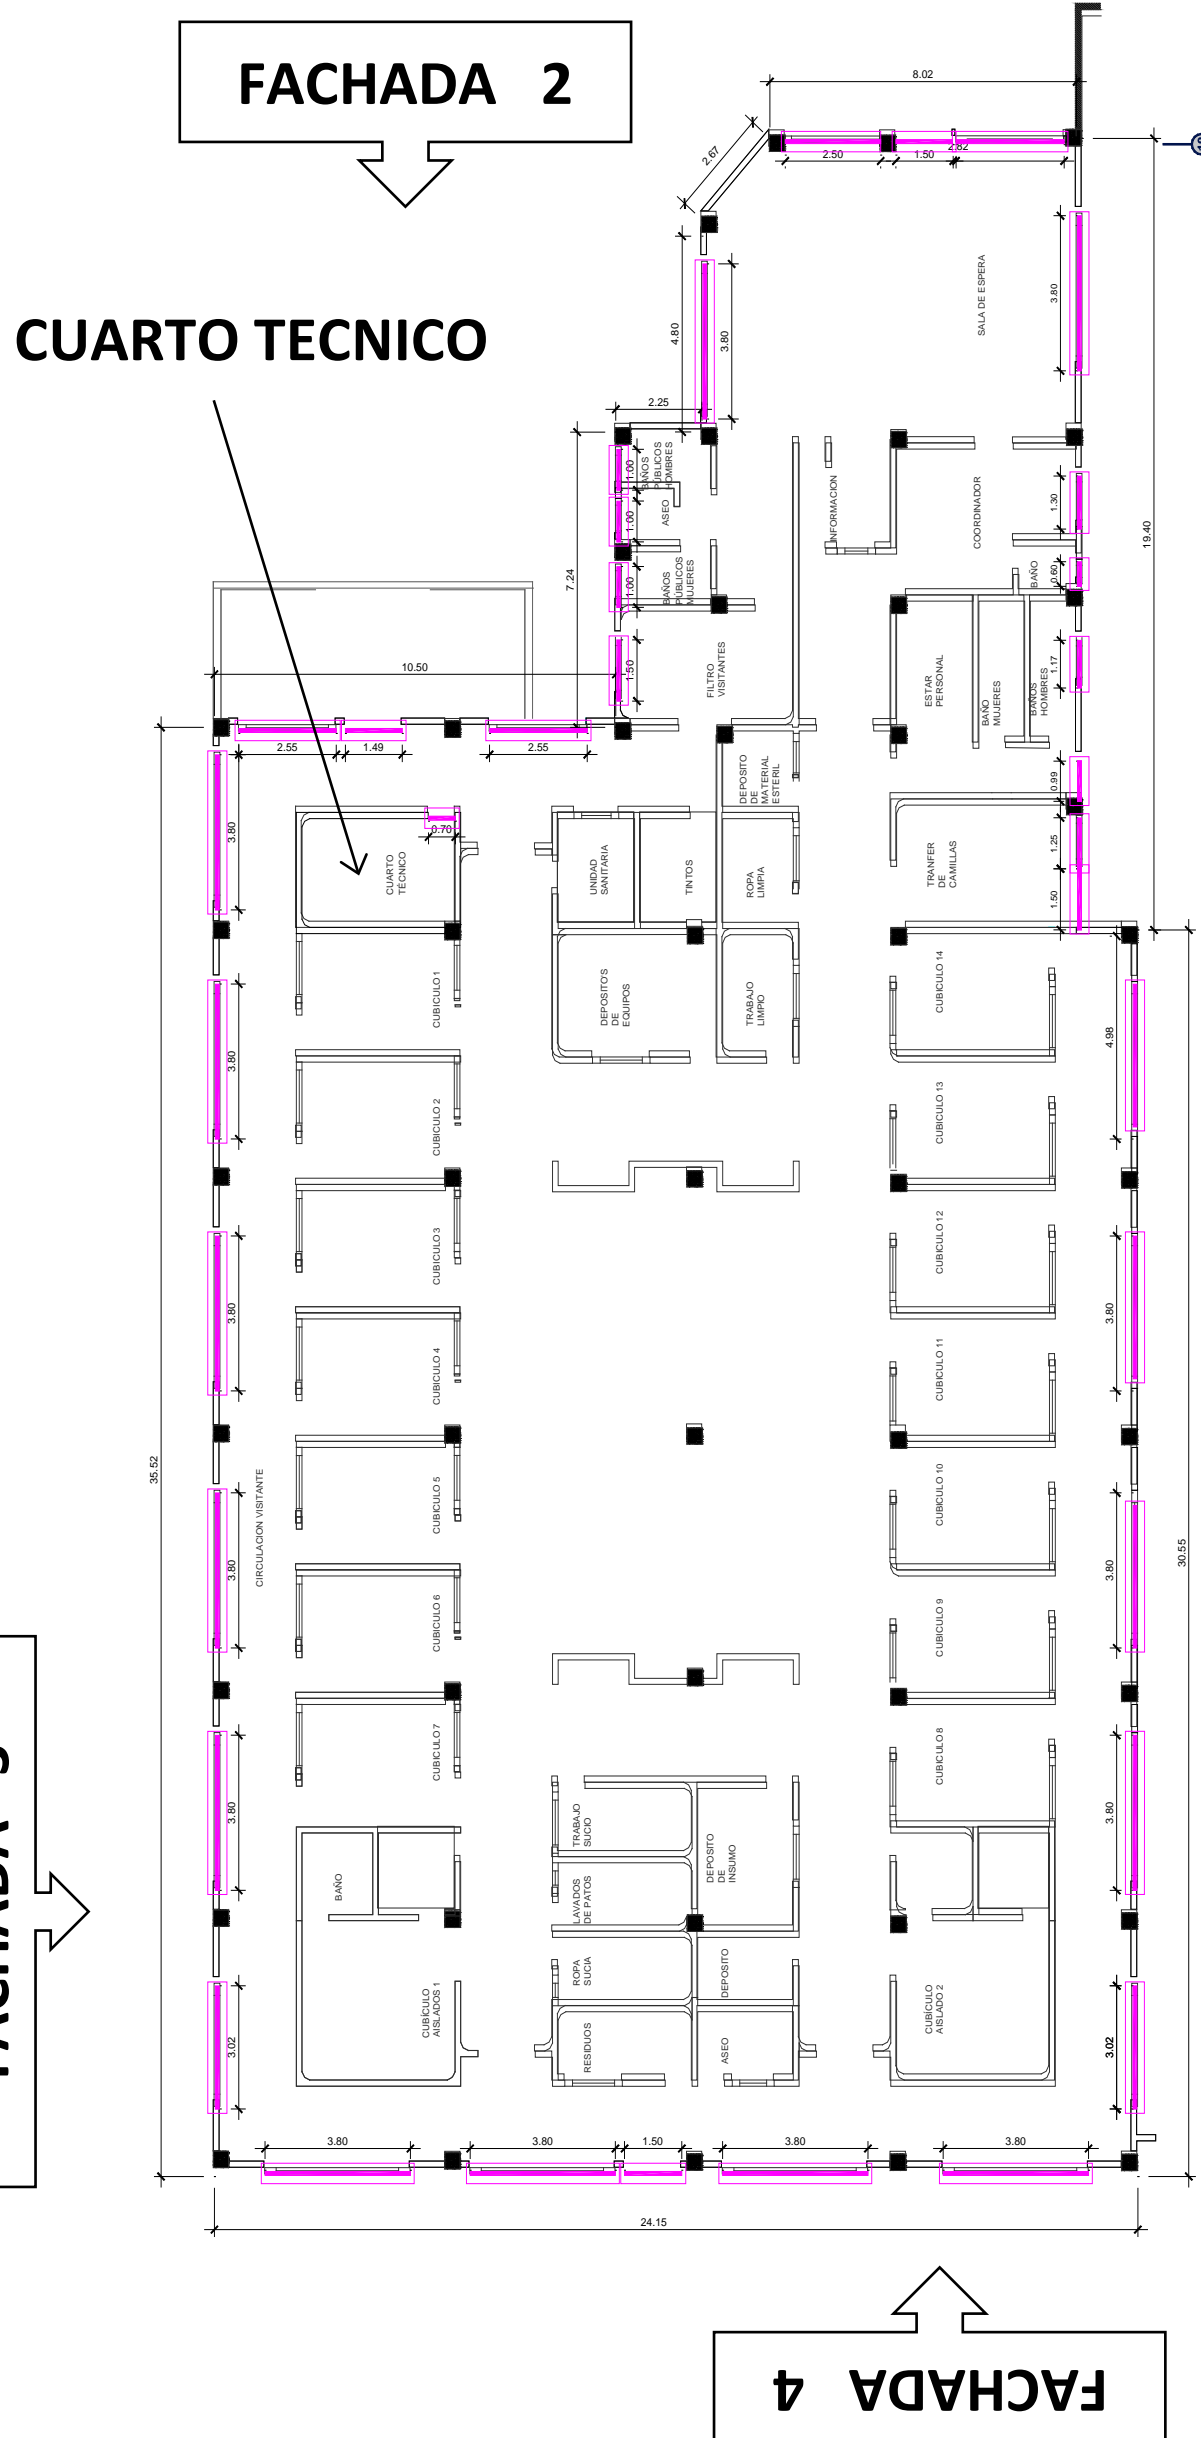 FACHADA 2
8.02
2.67
2.50
1.50
2.62
CUARTO TECNICO
4.80
3.80
SALA DE ESPERA
3.80
2.25
19.40
7.24
1.00
BAÑOS
PÚBLICOS
HOMBRES
1.00
ASEO
1.00
BAÑOS
PÚBLICOS
MUJERES
1.50
FILTRO
VISITANTES
INFORMACION
COORDINADOR
1.30
BAÑO
0.60
ESTAR
PERSONAL
BAÑO
MUJERES
BAÑOS
HOMBRES
1.17
10.50
2.55
1.49
2.55
DEPOSITO
DE
MATERIAL
ESTERIL
0.99
3.80
0.70
CUARTO
TÉCNICO
UNIDAD
SANITARIA
TINTOS
ROPA
LIMPIA
TRANFER
DE
CAMILLAS
1.25
1.50
CUBICULO 1
DEPOSITO'S
DE
EQUIPOS
TRABAJO
LIMPIO
CUBICULO 14
4.98
3.80
CUBICULO 2
CUBICULO 13
CUBICULO 3
CUBICULO 12
3.80
3.80
CUBICULO 4
CUBICULO 11
35.52
CIRCULACION VISITANTE
CUBICULO 5
CUBICULO 10
3.80
3.80
30.55
CUBICULO 6
CUBICULO 9
CUBICULO 7
CUBICULO 8
3.80
3.80
TRABAJO
SUCIO
DEPOSITO
DE
INSUMO
BAÑO
LAVADOS
DE PATOS
ROPA
SUCIA
DEPOSITO
CUBÍCULO
AISLADOS 1
CUBÍCULO
AISLADO 2
3.02
RESIDUOS
ASEO
3.02
3.80
3.80
1.50
3.80
3.80
24.15
FACHADA 4